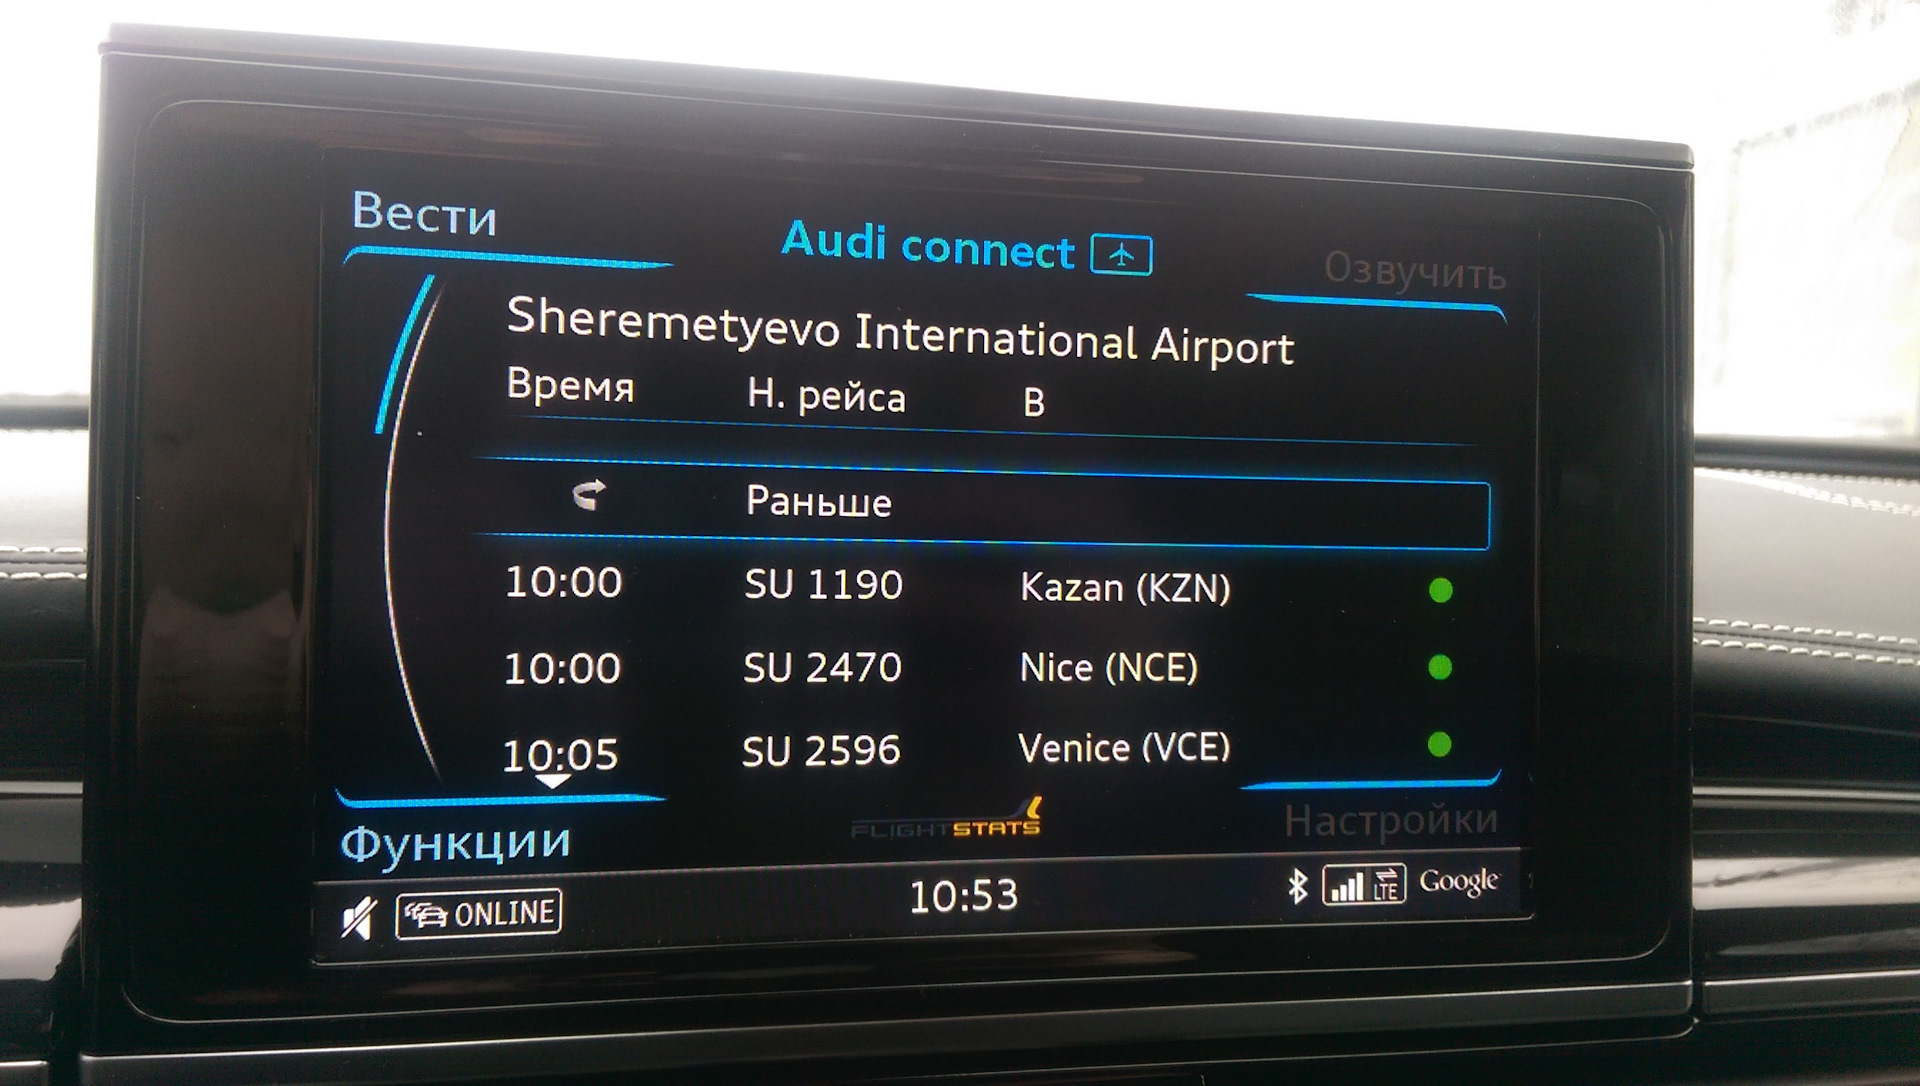 Вести
Audi connect
Озвучить
Sheremetyevo International Airport
Время Н. рейса В
Раньше
10:00 SU 1190 Kazan (KZN)
10:00 SU 2470 Nice (NCE)
10:05 SU 2596 Venice (VCE)
Функции
FLIGHTSTATS
Настройки
ONLINE 10:53 LTE Google